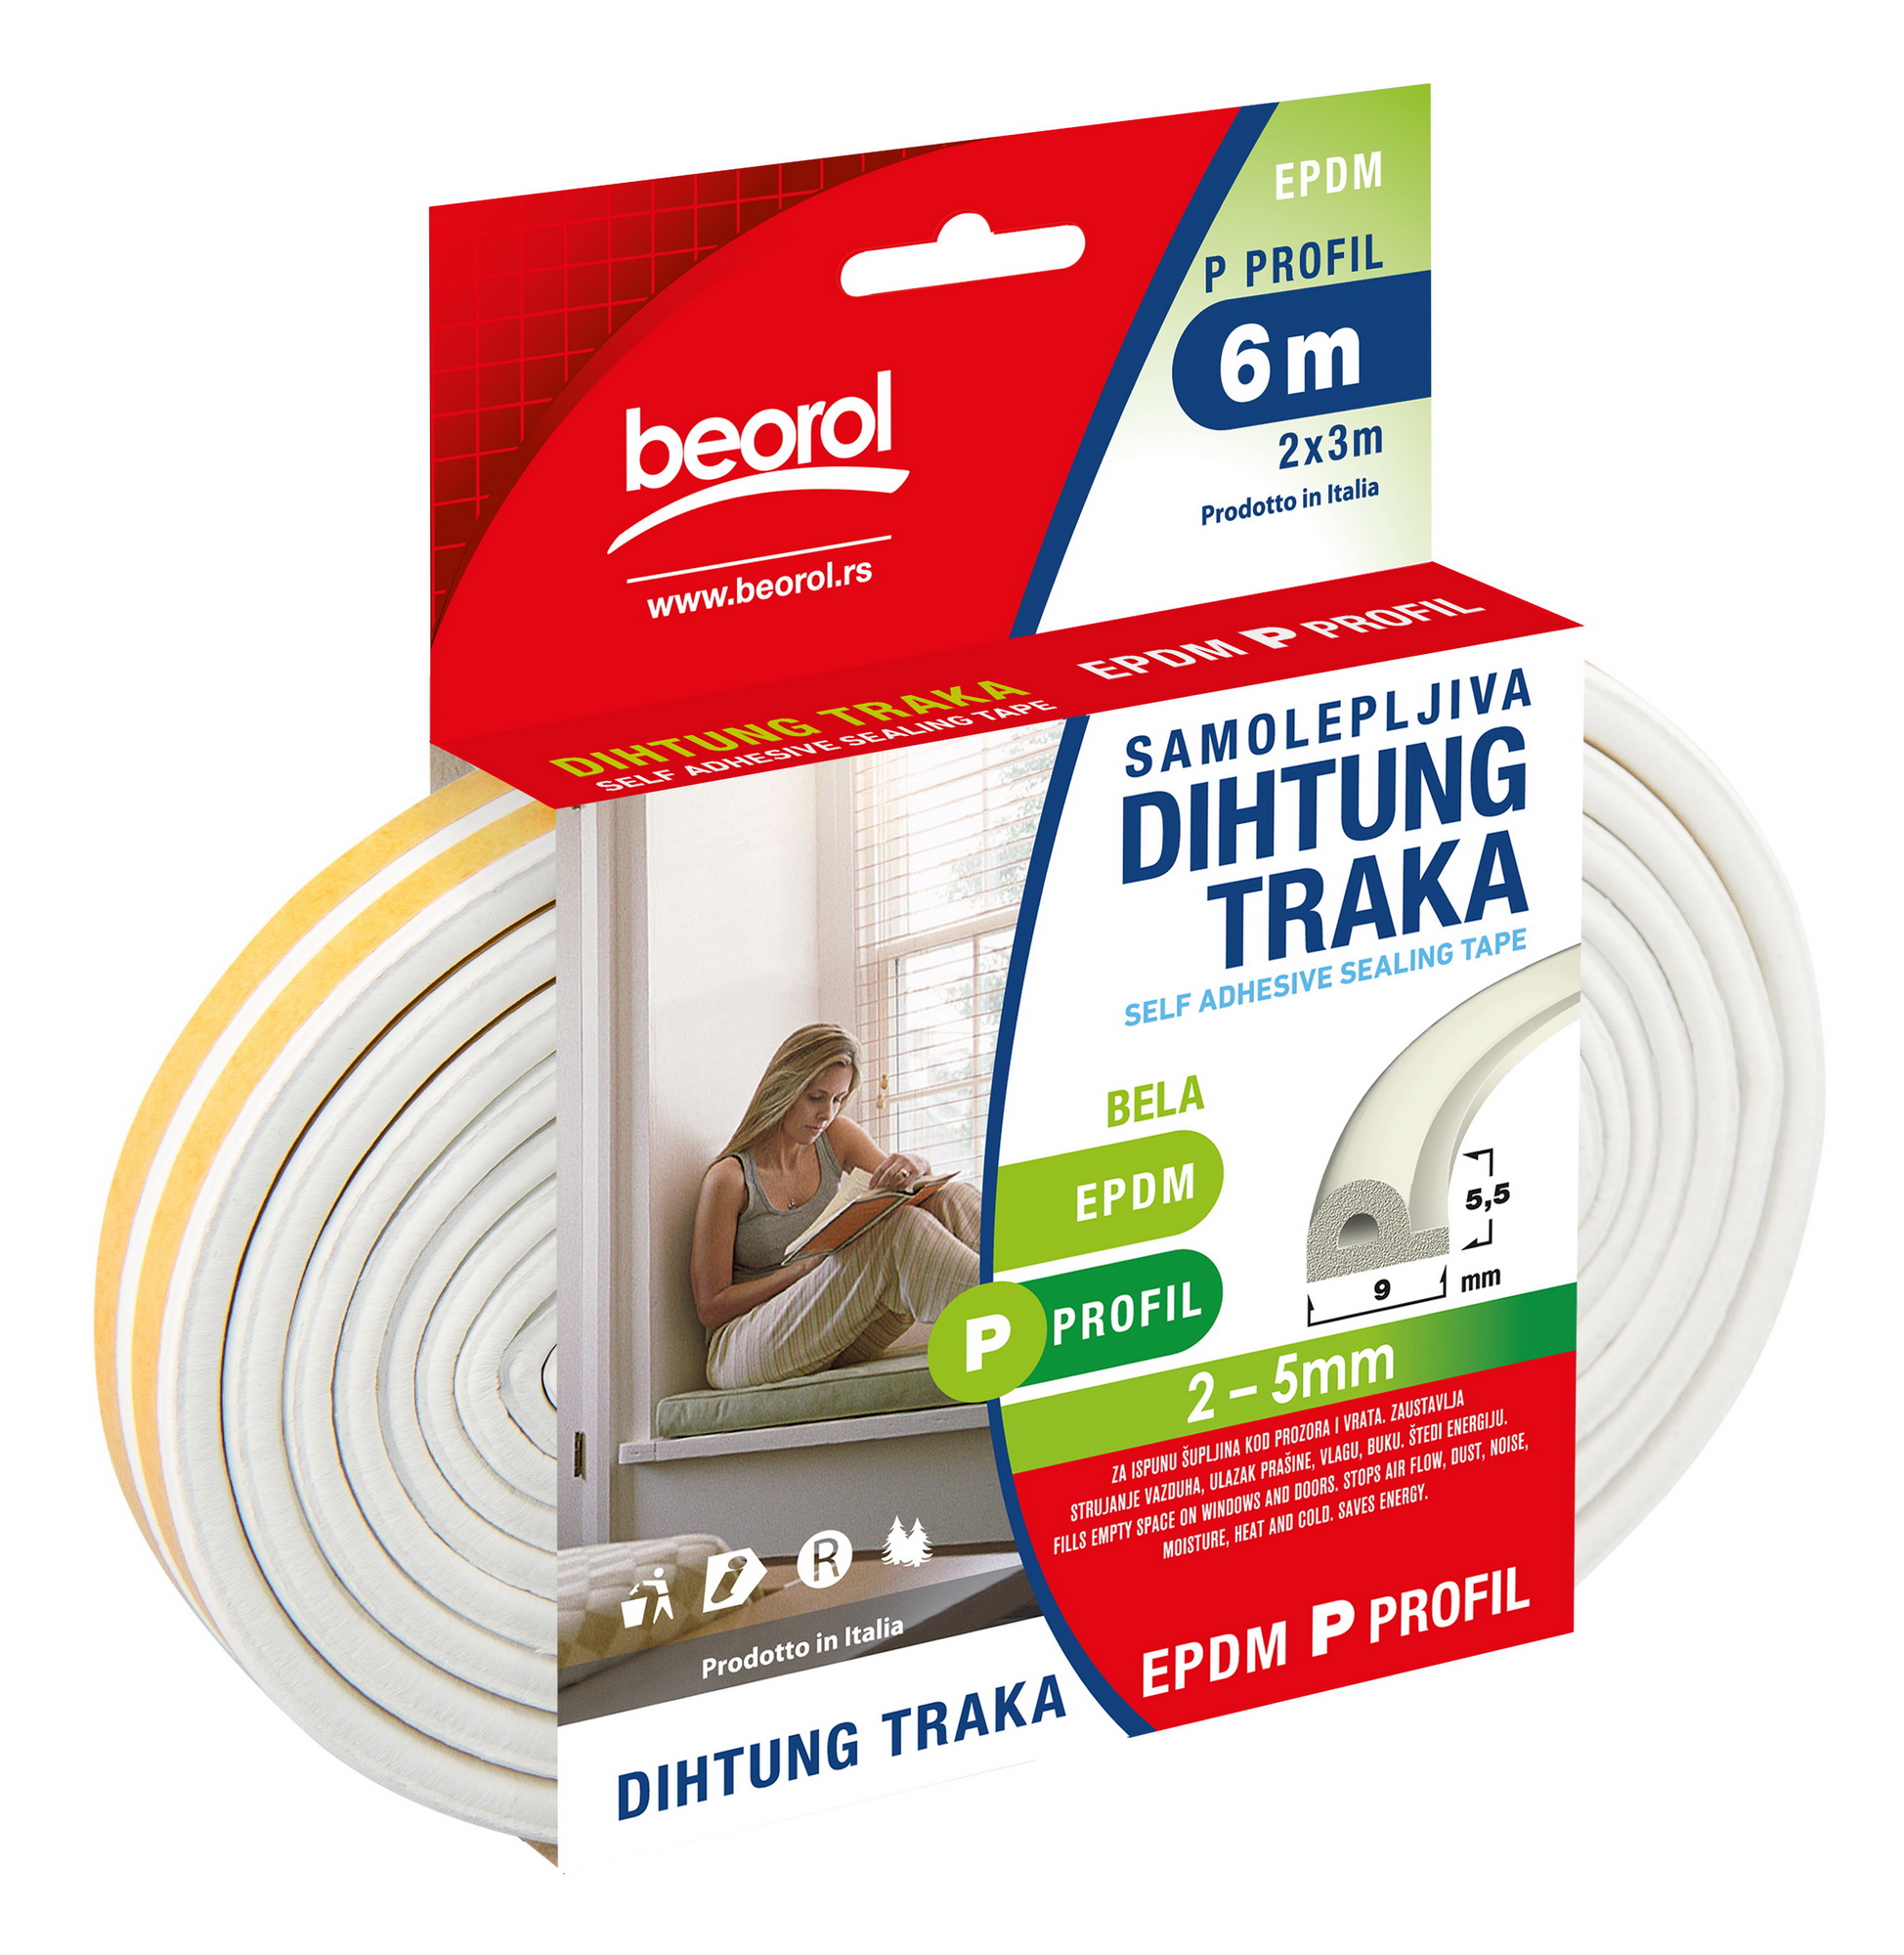 EPDM
P PROFIL
6m
2x3m
Prodotto in Italia
beorol
www.beorol.rs
DIHTUNG TRAKA
SELF ADHESIVE SEALING TAPE
EPDM P PROFIL
SAMOLEPLJIVA
DIHTUNG
TRAKA
SELF ADHESIVE SEALING TAPE
BELA
EPDM
P PROFIL
5,5
9
mm
2 – 5mm
ZA ISPUNU ŠUPLJINA KOD PROZORA I VRATA. ZAUSTAVLJA
STRUJANJE VAZDUHA, ULAZAK PRAŠINE, VLAGU, BUKU. ŠTEDI ENERGIJU.
FILLS EMPTY SPACE ON WINDOWS AND DOORS. STOPS AIR FLOW, DUST, NOISE,
MOISTURE, HEAT AND COLD. SAVES ENERGY.
R
Prodotto in Italia
DIHTUNG TRAKA
EPDM P PROFIL